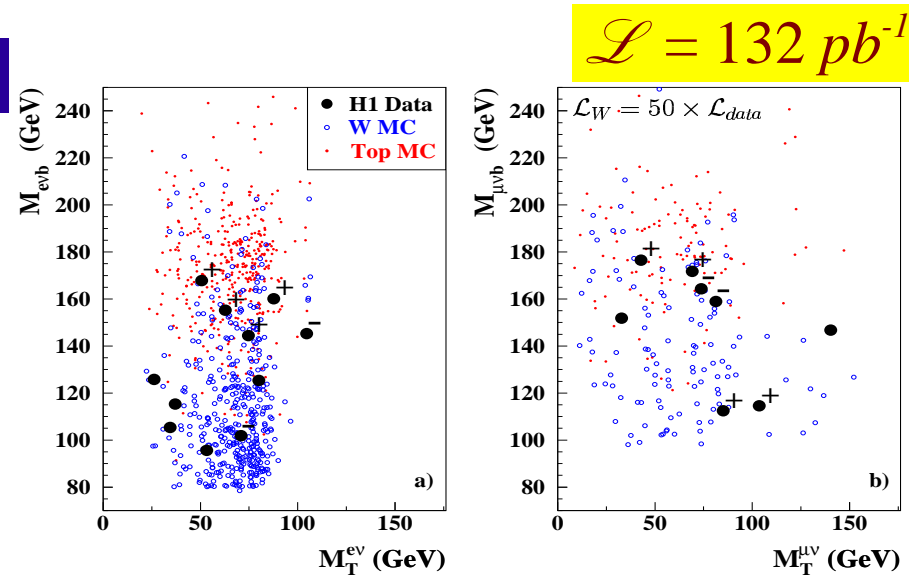 ℒ = 132 pb⁻¹
H1 Data
W MC
Top MC
M_eνb (GeV)
240
220
200
180
160
140
120
100
80
a)
0 50 100 150
M_T^eν (GeV)
ℒ_W = 50 × ℒ_data
M_μνb (GeV)
240
220
200
180
160
140
120
100
80
b)
0 50 100 150
M_T^μν (GeV)